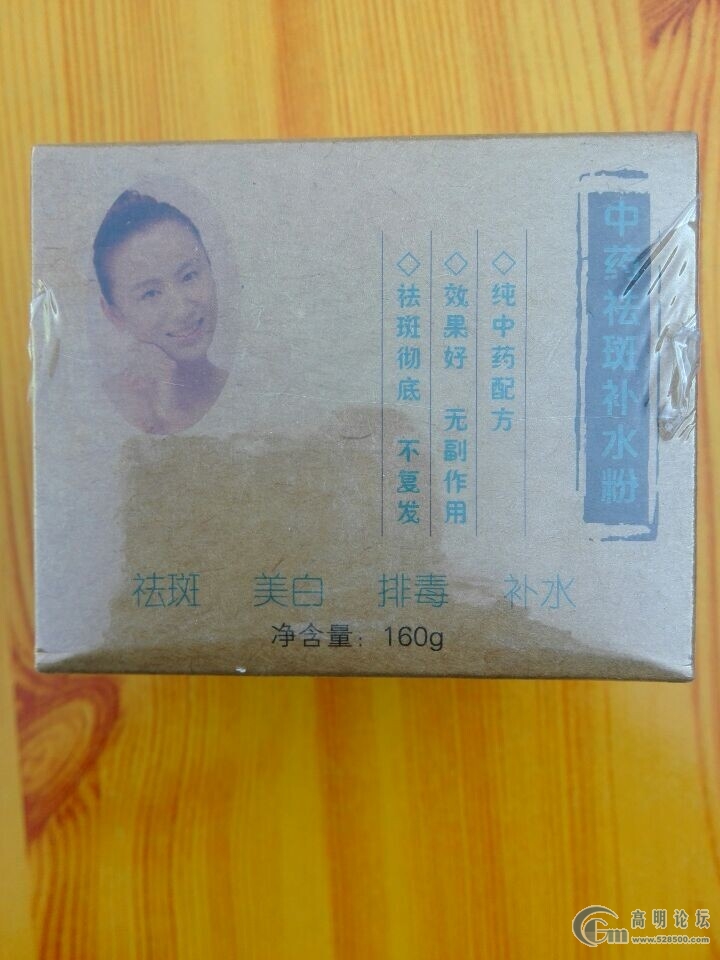 中药祛斑补水粉
◇纯中药配方
◇效果好 无副作用
◇祛斑彻底 不复发
祛斑 美白 排毒 补水
净含量：160g
高明论坛
www.528500.com